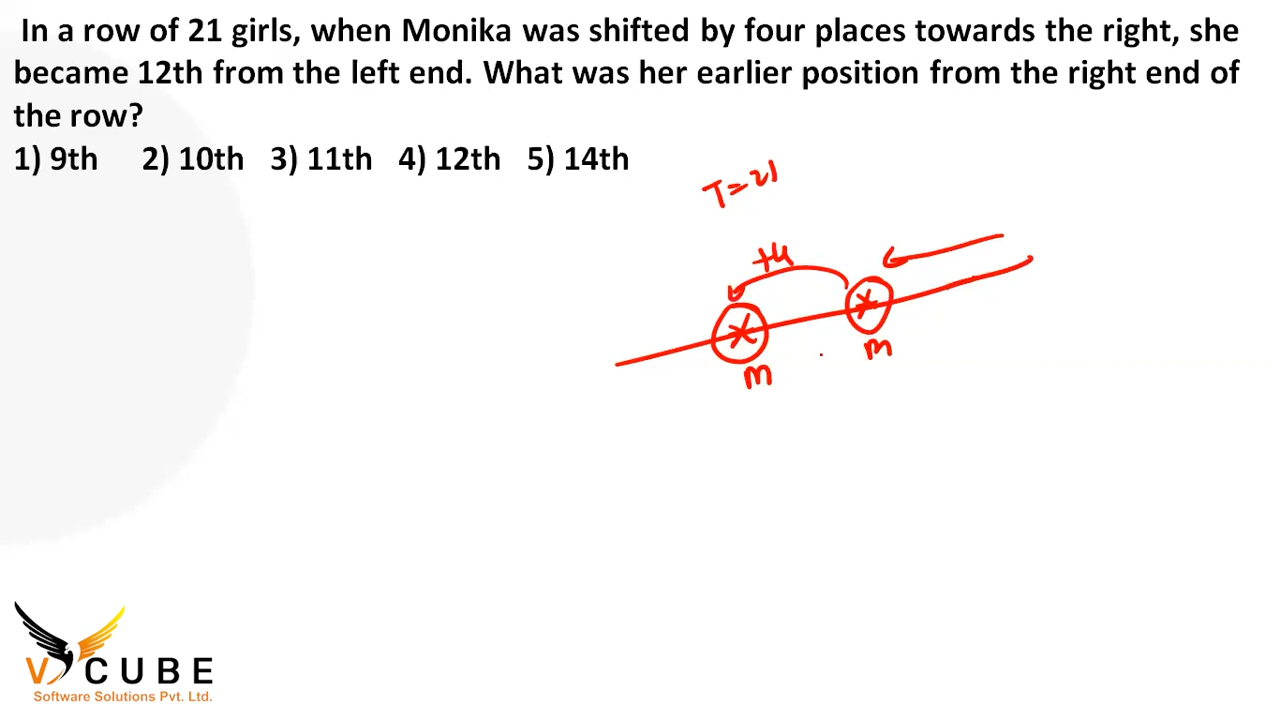 In a row of 21 girls, when Monika was shifted by four places towards the right, she
became 12th from the left end. What was her earlier position from the right end of
the row?
1) 9th 2) 10th 3) 11th 4) 12th 5) 14th
T=21
+4
m
m
V CUBE
Software Solutions Pvt. Ltd.